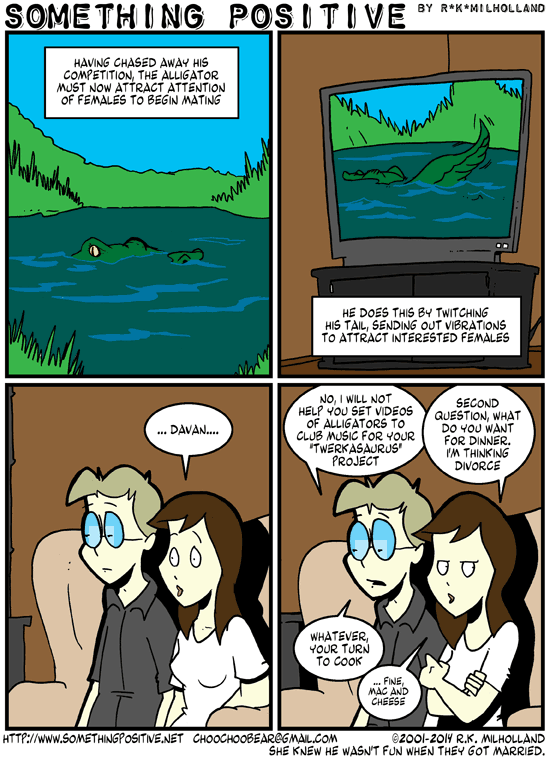 SOMETHING POSITIVE BY R*K*MILHOLLAND
HAVING CHASED AWAY HIS
COMPETITION, THE ALLIGATOR
MUST NOW ATTRACT ATTENTION
OF FEMALES TO BEGIN MATING
HE DOES THIS BY TWITCHING
HIS TAIL, SENDING OUT VIBRATIONS
TO ATTRACT INTERESTED FEMALES
... DAVAN....
NO, I WILL NOT
HELP YOU SET VIDEOS
OF ALLIGATORS TO
CLUB MUSIC FOR YOUR
"TWERKASAURUS"
PROJECT
SECOND
QUESTION, WHAT
DO YOU WANT
FOR DINNER.
I'M THINKING
DIVORCE
WHATEVER,
YOUR TURN
TO COOK
... FINE,
MAC AND
CHEESE
HTTP://WWW.SOMETHINGPOSITIVE.NET CHOOCHOOBEAR@GMAIL.COM ©2001-2014 R.K. MILHOLLAND
SHE KNEW HE WASN'T FUN WHEN THEY GOT MARRIED.